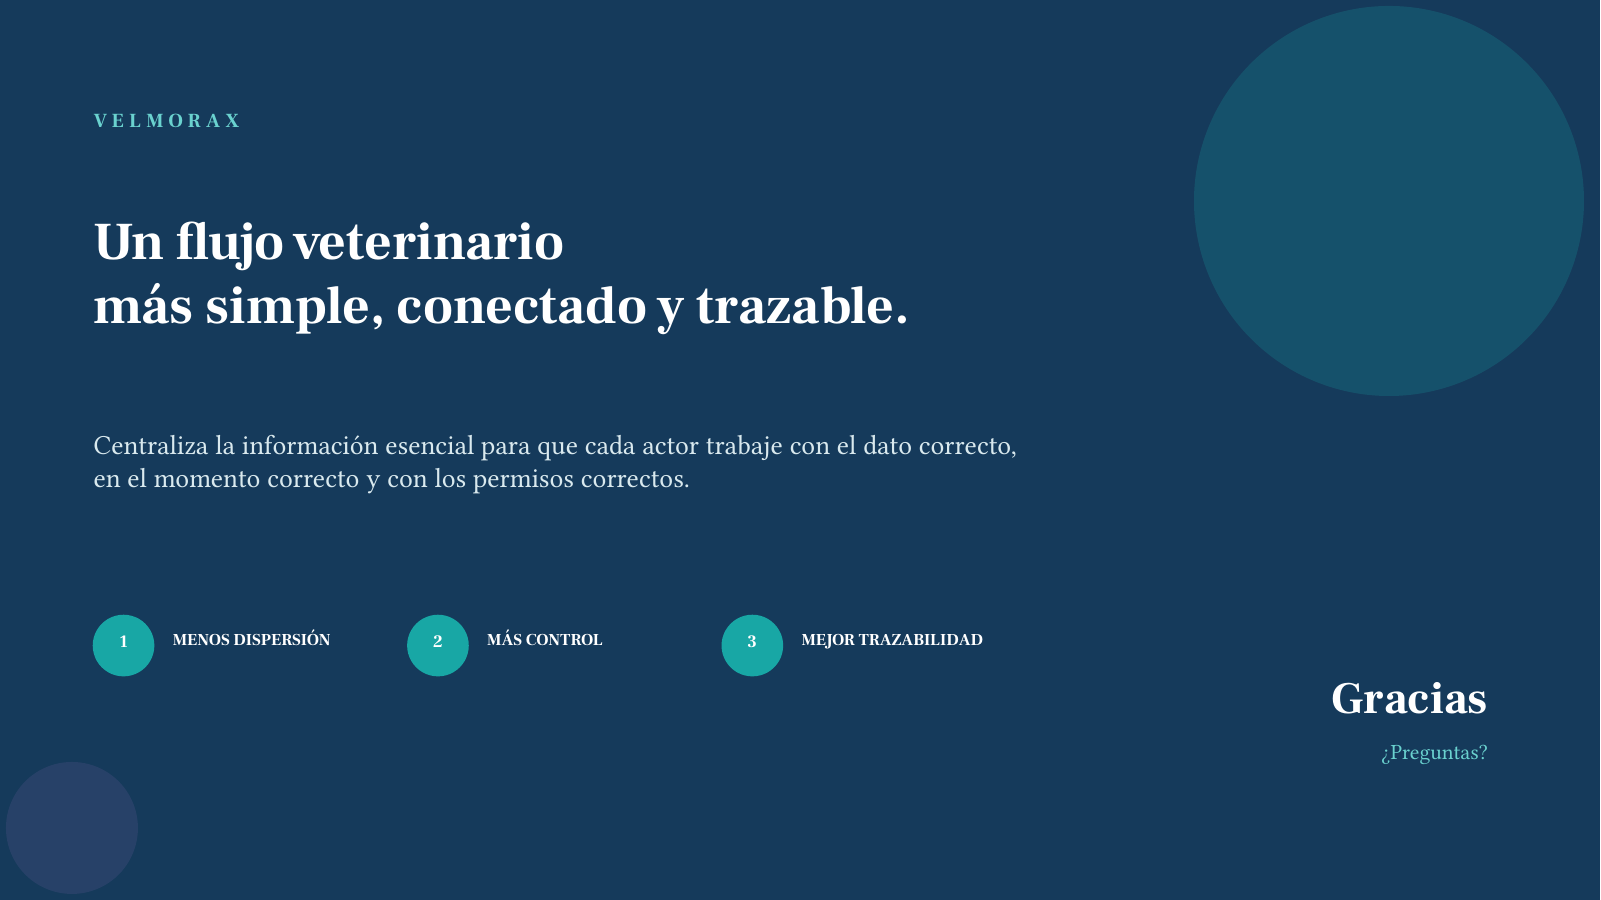 VELMORAX
Un flujo veterinario
más simple, conectado y trazable.
Centraliza la información esencial para que cada actor trabaje con el dato correcto,
en el momento correcto y con los permisos correctos.
1 MENOS DISPERSIÓN
2 MÁS CONTROL
3 MEJOR TRAZABILIDAD
Gracias
¿Preguntas?